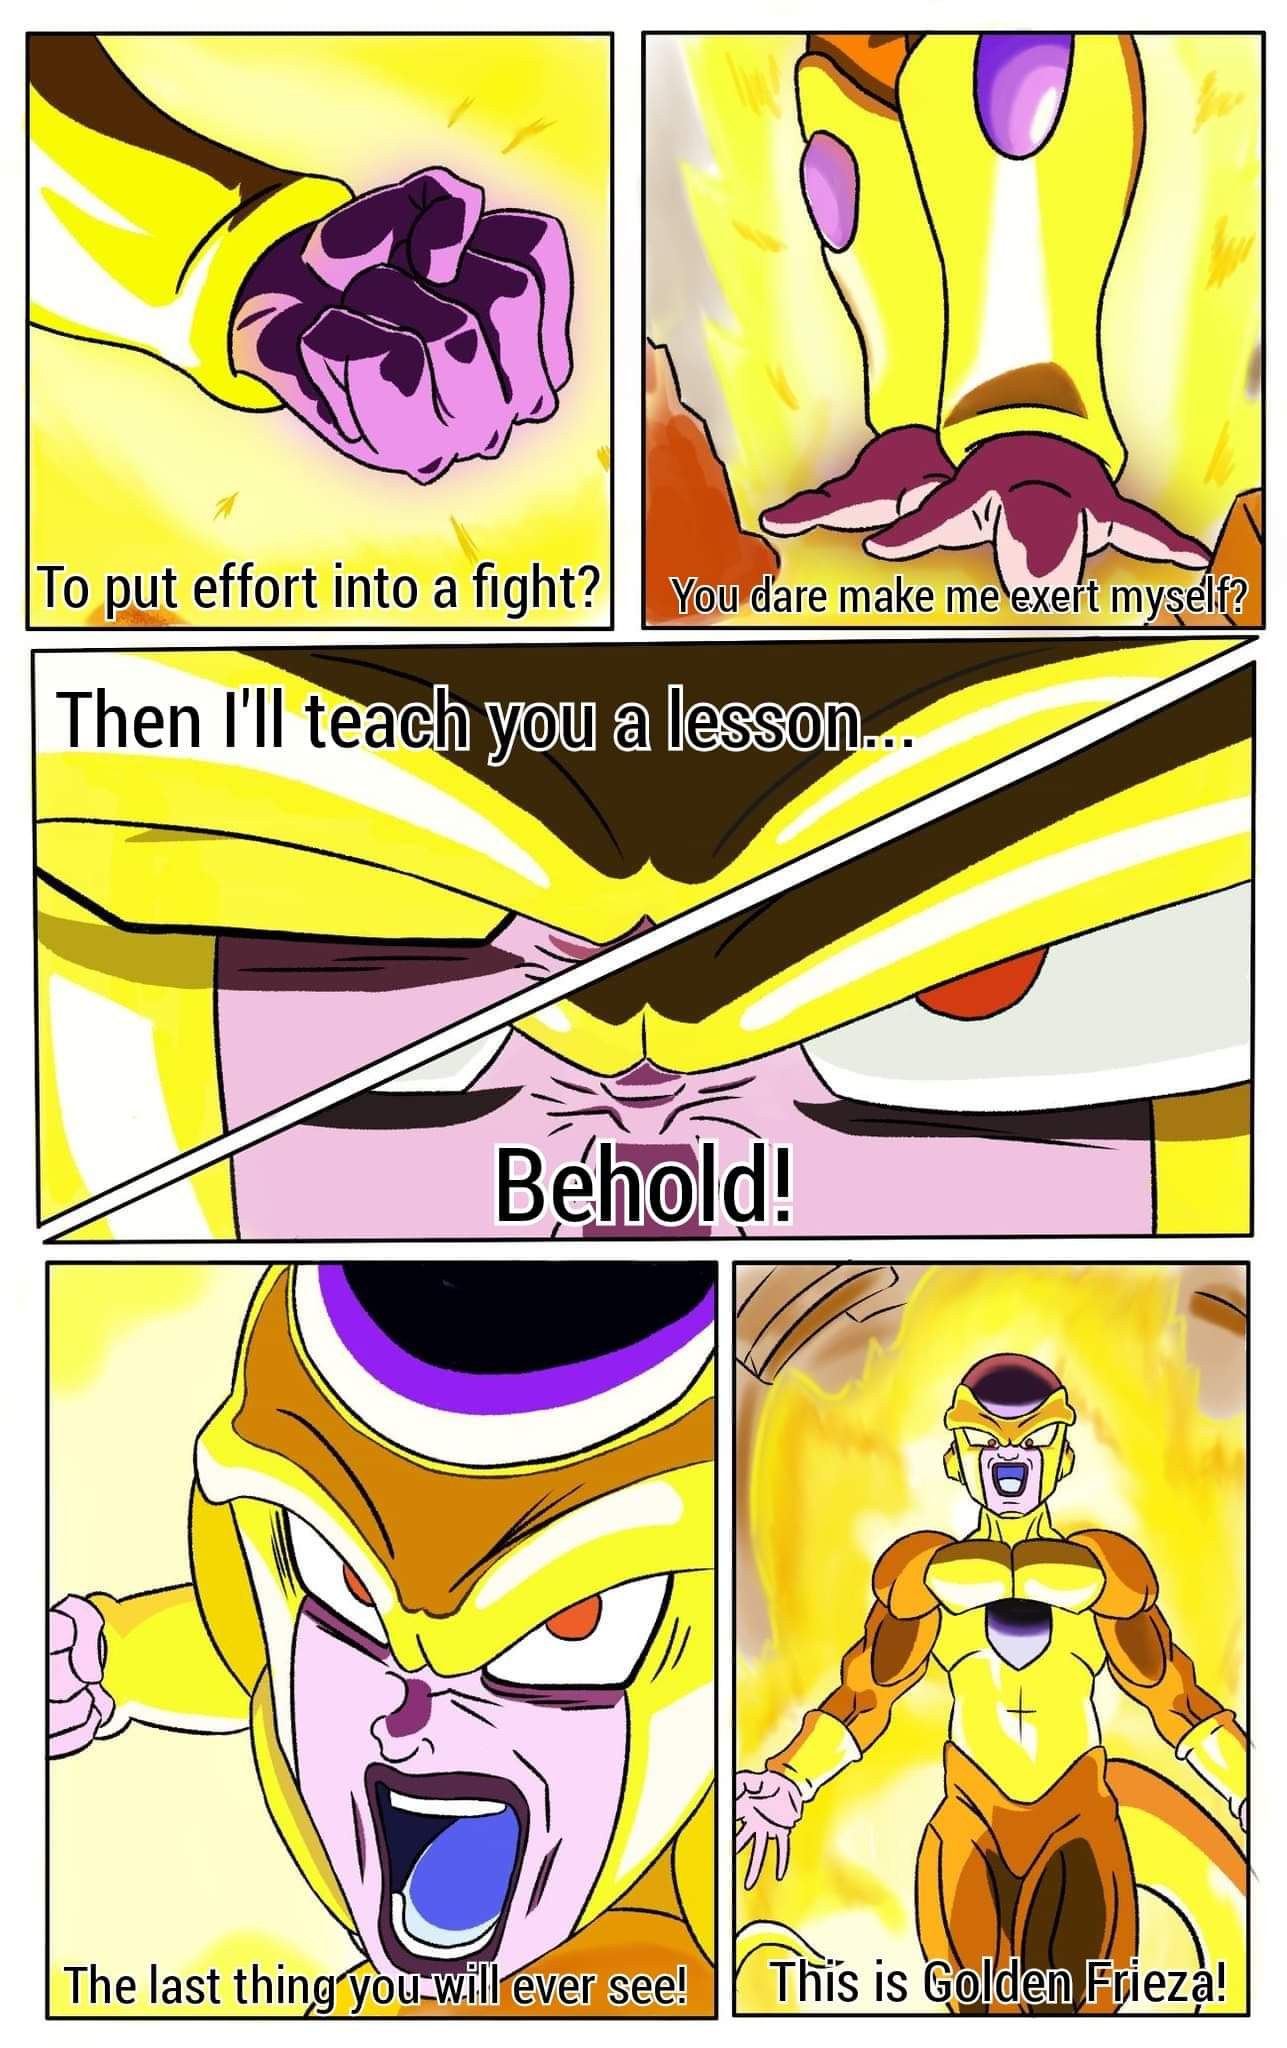 To put effort into a fight?
You dare make me exert myself?
Then I'll teach you a lesson...
Behold!
The last thing you will ever see!
This is Golden Frieza!